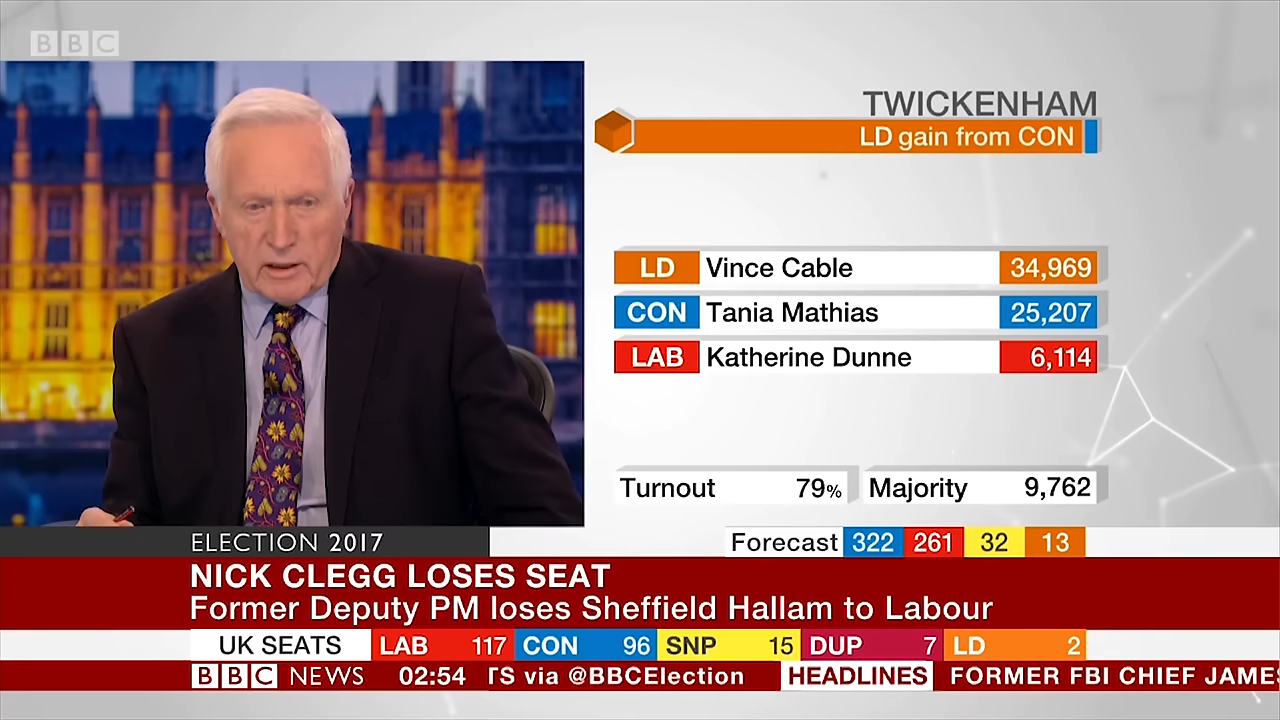 BBC
TWICKENHAM
LD gain from CON
LD Vince Cable 34,969
CON Tania Mathias 25,207
LAB Katherine Dunne 6,114
Turnout 79% Majority 9,762
ELECTION 2017
Forecast 322 261 32 13
NICK CLEGG LOSES SEAT
Former Deputy PM loses Sheffield Hallam to Labour
UK SEATS LAB 117 CON 96 SNP 15 DUP 7 LD 2
BBC NEWS 02:54 TS via @BBCElection HEADLINES FORMER FBI CHIEF JAMES